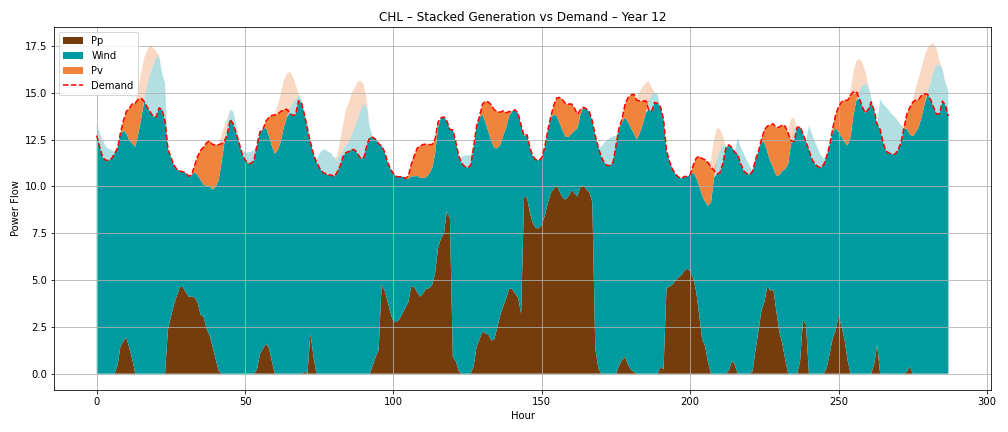 CHL – Stacked Generation vs Demand – Year 12
Pp
Wind
Pv
Demand
Power Flow
17.5
15.0
12.5
10.0
7.5
5.0
2.5
0.0
0
50
100
150
200
250
300
Hour